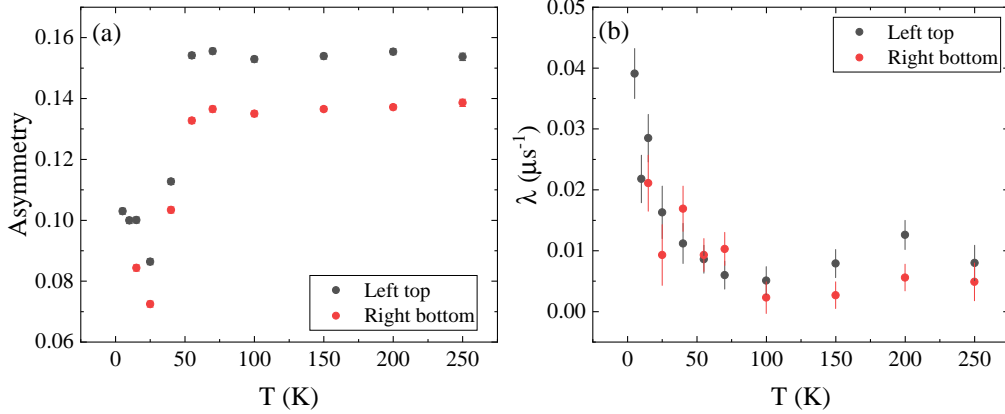 (a)
Asymmetry
0.16
0.14
0.12
0.10
0.08
0.06
0 50 100 150 200 250
T (K)
Left top
Right bottom
(b)
λ (μs⁻¹)
0.05
0.04
0.03
0.02
0.01
0.00
0 50 100 150 200 250
T (K)
Left top
Right bottom